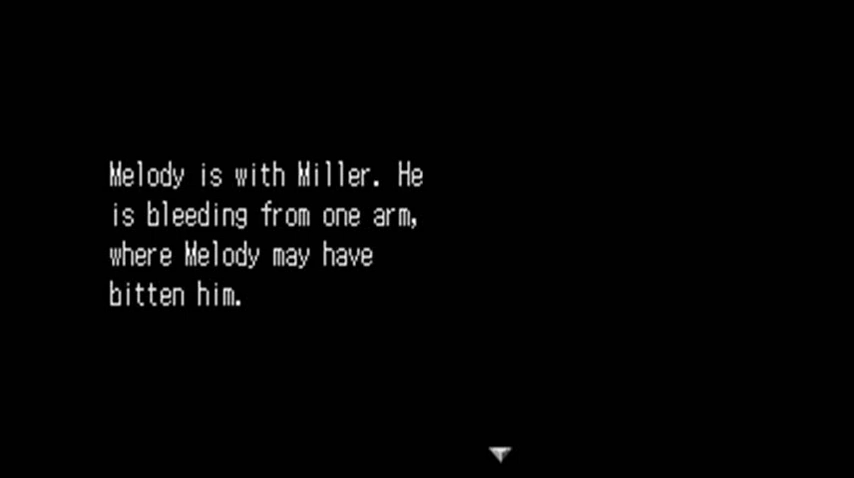 Melody is with Miller. He
is bleeding from one arm,
where Melody may have
bitten him.